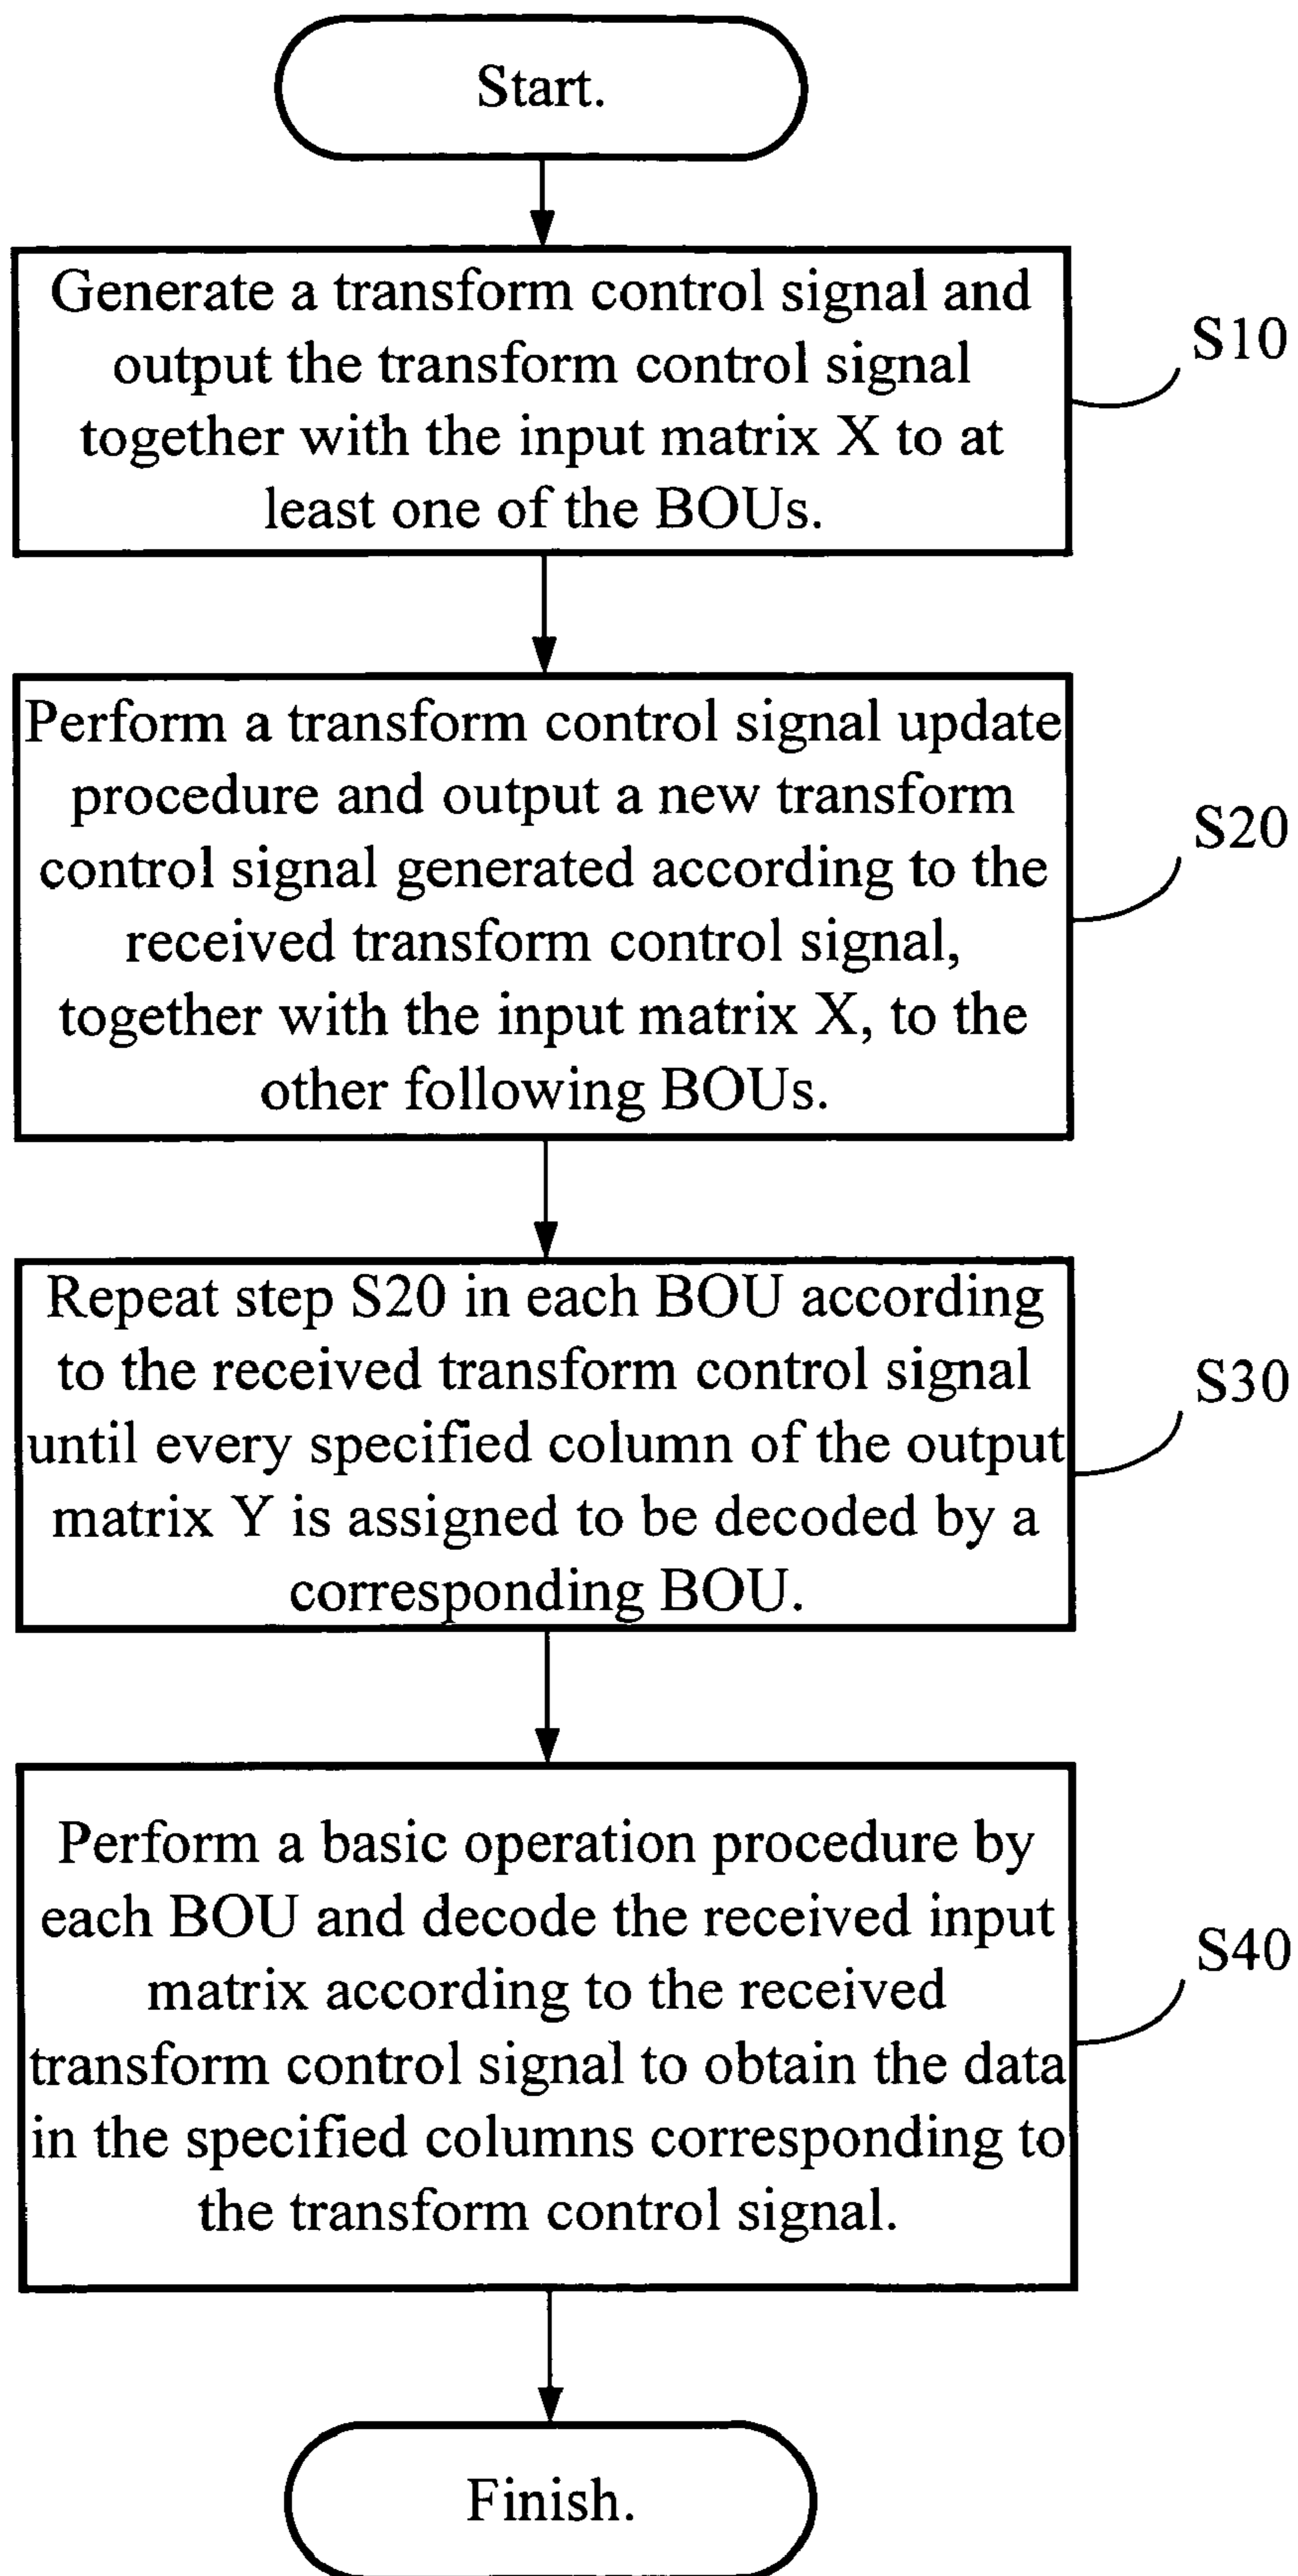 Start.
Generate a transform control signal and
output the transform control signal
together with the input matrix X to at
least one of the BOUs.
S10
Perform a transform control signal update
procedure and output a new transform
control signal generated according to the
received transform control signal,
together with the input matrix X, to the
other following BOUs.
S20
Repeat step S20 in each BOU according
to the received transform control signal
until every specified column of the output
matrix Y is assigned to be decoded by a
corresponding BOU.
S30
Perform a basic operation procedure by
each BOU and decode the received input
matrix according to the received
transform control signal to obtain the data
in the specified columns corresponding to
the transform control signal.
S40
Finish.